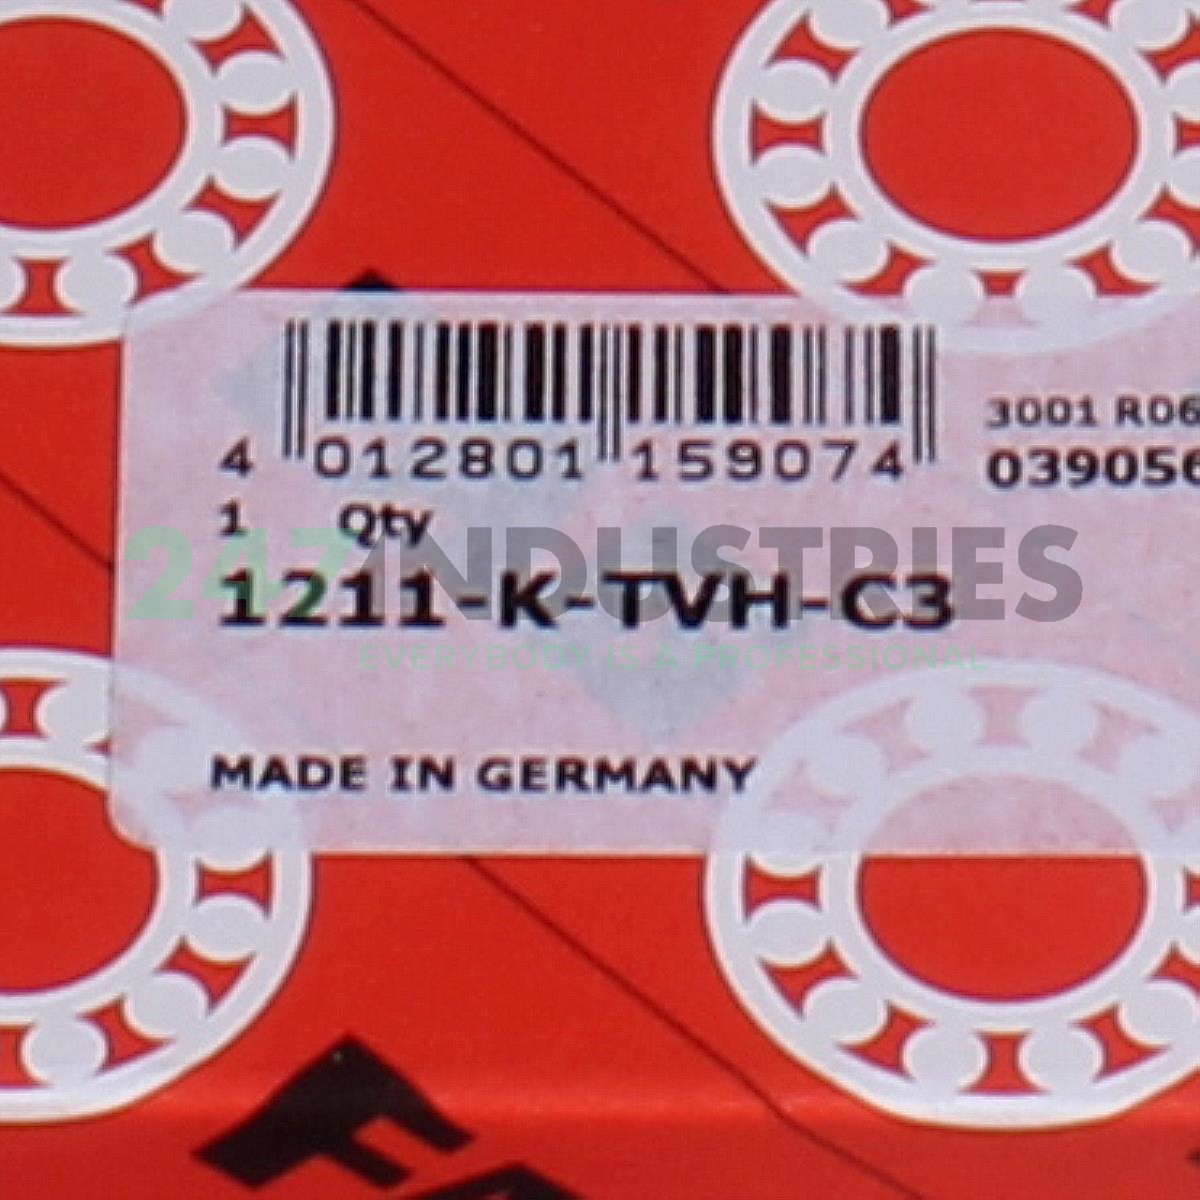 4 012801 159074
3001 R06
039056
1 Qty
247INDUSTRIES
1211-K-TVH-C3
EVERYBODY IS A PROFESSIONAL
MADE IN GERMANY